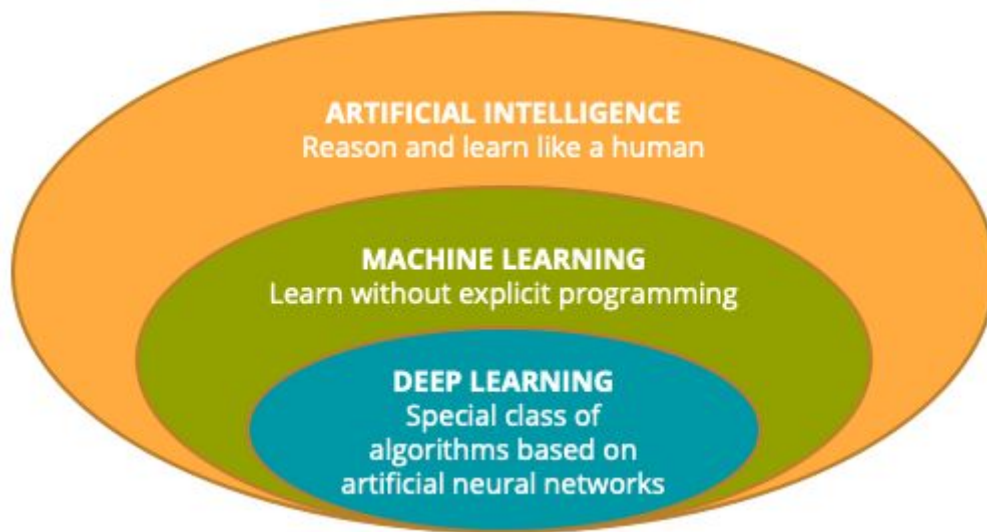 ARTIFICIAL INTELLIGENCE
Reason and learn like a human
MACHINE LEARNING
Learn without explicit programming
DEEP LEARNING
Special class of
algorithms based on
artificial neural networks